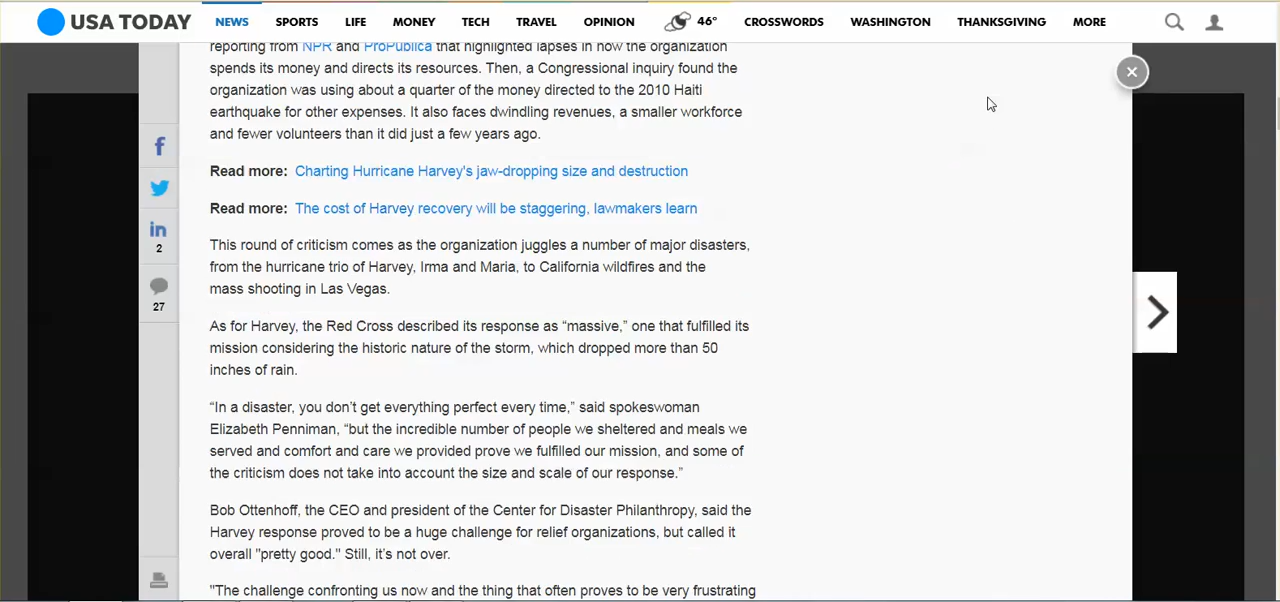 USA TODAY NEWS SPORTS LIFE MONEY TECH TRAVEL OPINION 46° CROSSWORDS WASHINGTON THANKSGIVING MORE
reporting from NPR and ProPublica that highlighted lapses in how the organization
spends its money and directs its resources. Then, a Congressional inquiry found the
organization was using about a quarter of the money directed to the 2010 Haiti
earthquake for other expenses. It also faces dwindling revenues, a smaller workforce
and fewer volunteers than it did just a few years ago.
Read more: Charting Hurricane Harvey's jaw-dropping size and destruction
Read more: The cost of Harvey recovery will be staggering, lawmakers learn
This round of criticism comes as the organization juggles a number of major disasters,
from the hurricane trio of Harvey, Irma and Maria, to California wildfires and the
mass shooting in Las Vegas.
As for Harvey, the Red Cross described its response as “massive,” one that fulfilled its
mission considering the historic nature of the storm, which dropped more than 50
inches of rain.
“In a disaster, you don’t get everything perfect every time,” said spokeswoman
Elizabeth Penniman, “but the incredible number of people we sheltered and meals we
served and comfort and care we provided prove we fulfilled our mission, and some of
the criticism does not take into account the size and scale of our response.”
Bob Ottenhoff, the CEO and president of the Center for Disaster Philanthropy, said the
Harvey response proved to be a huge challenge for relief organizations, but called it
overall "pretty good." Still, it’s not over.
"The challenge confronting us now and the thing that often proves to be very frustrating
f
in
2
27